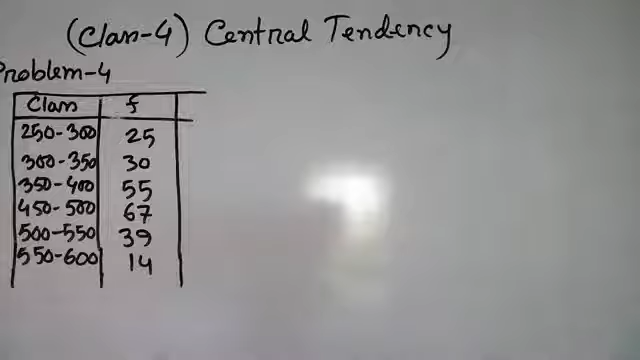 (Class-4) Central Tendency
Problem-4
Class f
250-300 25
300-350 30
350-400 55
450-500 67
500-550 39
550-600 14